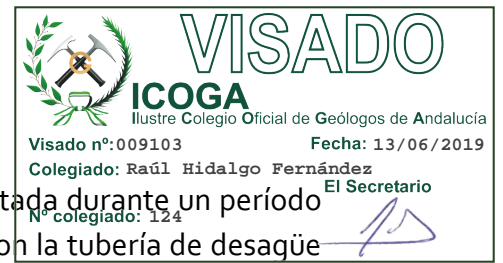 VISADO
ICOGA
Ilustre Colegio Oficial de Geólogos de Andalucía
Visado nº:009103 Fecha: 13/06/2019
Colegiado: Raúl Hidalgo Fernández
El Secretario
tada durante un período
Nº colegiado: 124
on la tubería de desagüe